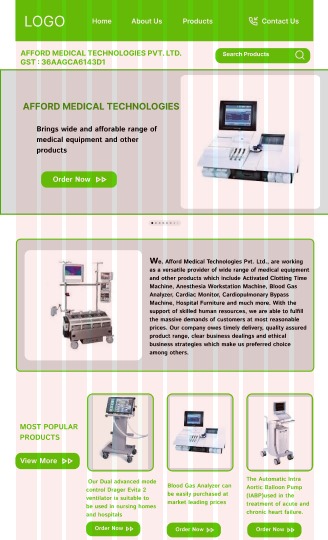 LOGO
Home About Us Products Contact Us
AFFORD MEDICAL TECHNOLOGIES PVT. LTD.
GST : 36AAGCA6143D1
Search Products
AFFORD MEDICAL TECHNOLOGIES
Brings wide and afforable range of
medical equipment and other
products
Order Now
We, Afford Medical Technologies Pvt. Ltd., are working
as a versatile provider of wide range of medical equipment
and other products which include Activated Clotting Time
Machine, Anesthesia Workstation Machine, Blood Gas
Analyzer, Cardiac Monitor, Cardiopulmonary Bypass
Machine, Hospital Furniture and much more. With the
support of skilled human resources, we are able to fulfill
the massive demands of customers at most reasonable
prices. Our company owes timely delivery, quality assured
product range, clear business dealings and ethical
business strategies which make us preferred choice
among others.
MOST POPULAR
PRODUCTS
View More
Our Dual advanced mode
control Drager Evita 2
ventilator is suitable to
be used in nursing homes
and hospitals
Order Now
Blood Gas Analyzer can
be easily purchased at
market leading prices
Order Now
The Automatic Intra
Aortic Balloon Pump
(IABP)used in the
treatment of acute and
chronic heart failure.
Order Now